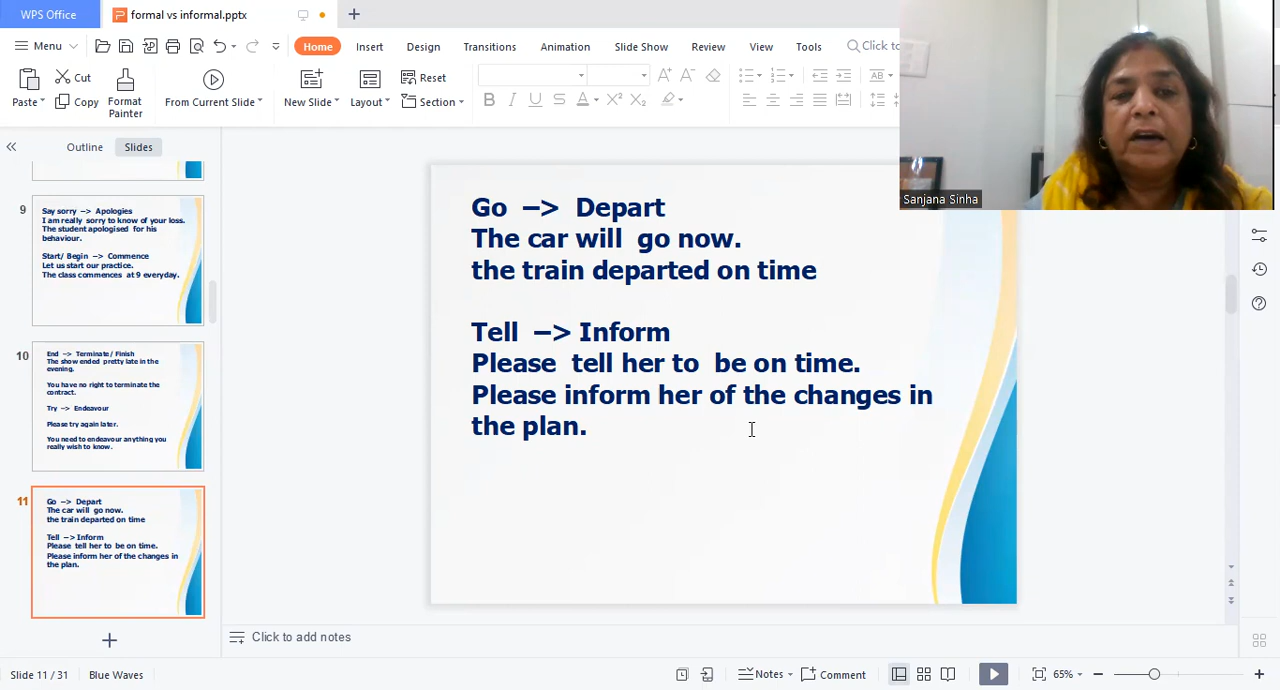 WPS Office
formal vs informal.pptx
Menu
Home
Insert
Design
Transitions
Animation
Slide Show
Review
View
Tools
Click to
Paste
Cut
Copy
Format
Painter
From Current Slide
New Slide
Layout
Reset
Section
B I U S A X² X₂
AB
Outline
Slides
9
Say sorry —> Apologies
I am really sorry to know of your loss.
The student apologised for his
behaviour.
Start/ Begin —> Commence
Let us start our practice.
The class commences at 9 everyday.
10
End —> Terminate/ Finish
The show ended pretty late in the
evening.
You have no right to terminate the
contract.
Try —> Endeavour
Please try again later.
You need to endeavour anything you
really wish to know.
11
Go —> Depart
The car will go now.
the train departed on time
Tell —> Inform
Please tell her to be on time.
Please inform her of the changes in
the plan.
Go —> Depart
The car will go now.
the train departed on time
Tell —> Inform
Please tell her to be on time.
Please inform her of the changes in
the plan.
Sanjana Sinha
Click to add notes
Slide 11 / 31
Blue Waves
Notes
Comment
65%